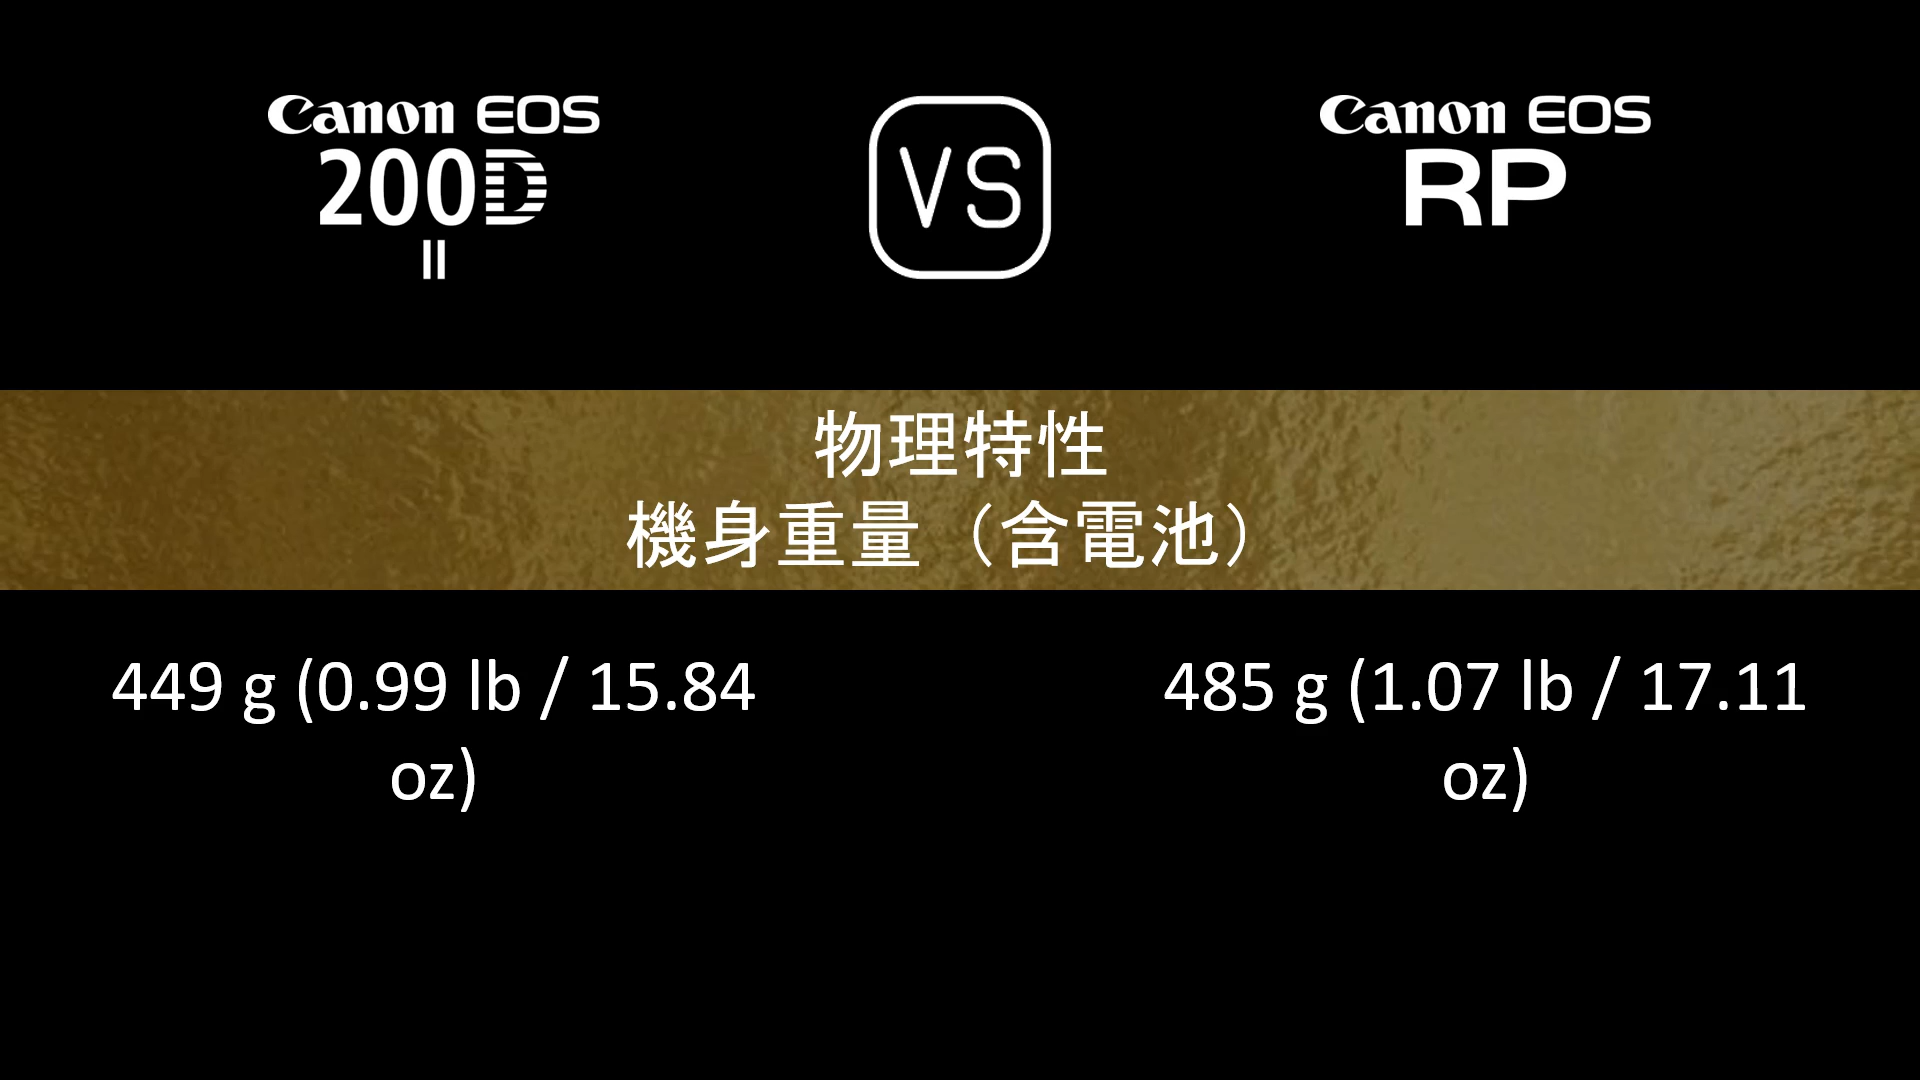 Canon EOS
200D
II
VS
Canon EOS
RP
物理特性
機身重量（含電池）
449 g (0.99 lb / 15.84
oz)
485 g (1.07 lb / 17.11
oz)